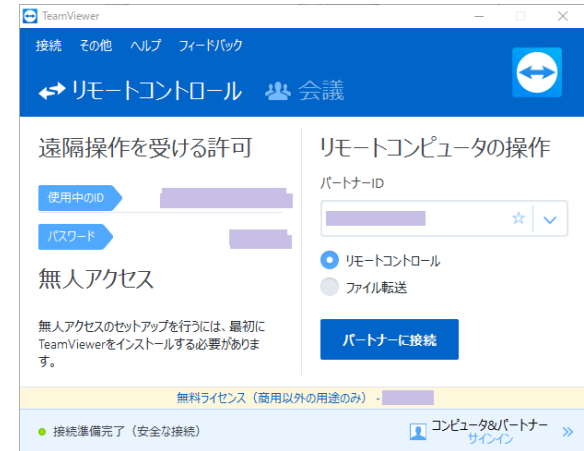 TeamViewer
接続 その他 ヘルプ フィードバック
リモートコントロール 会議
遠隔操作を受ける許可
使用中のID
パスワード
無人アクセス
無人アクセスのセットアップを行うには、最初に
TeamViewerをインストールする必要がありま
す。
リモートコンピュータの操作
パートナーID
リモートコントロール
ファイル転送
パートナーに接続
無料ライセンス（商用以外の用途のみ） -
接続準備完了（安全な接続）
コンピュータ&パートナー
サインイン